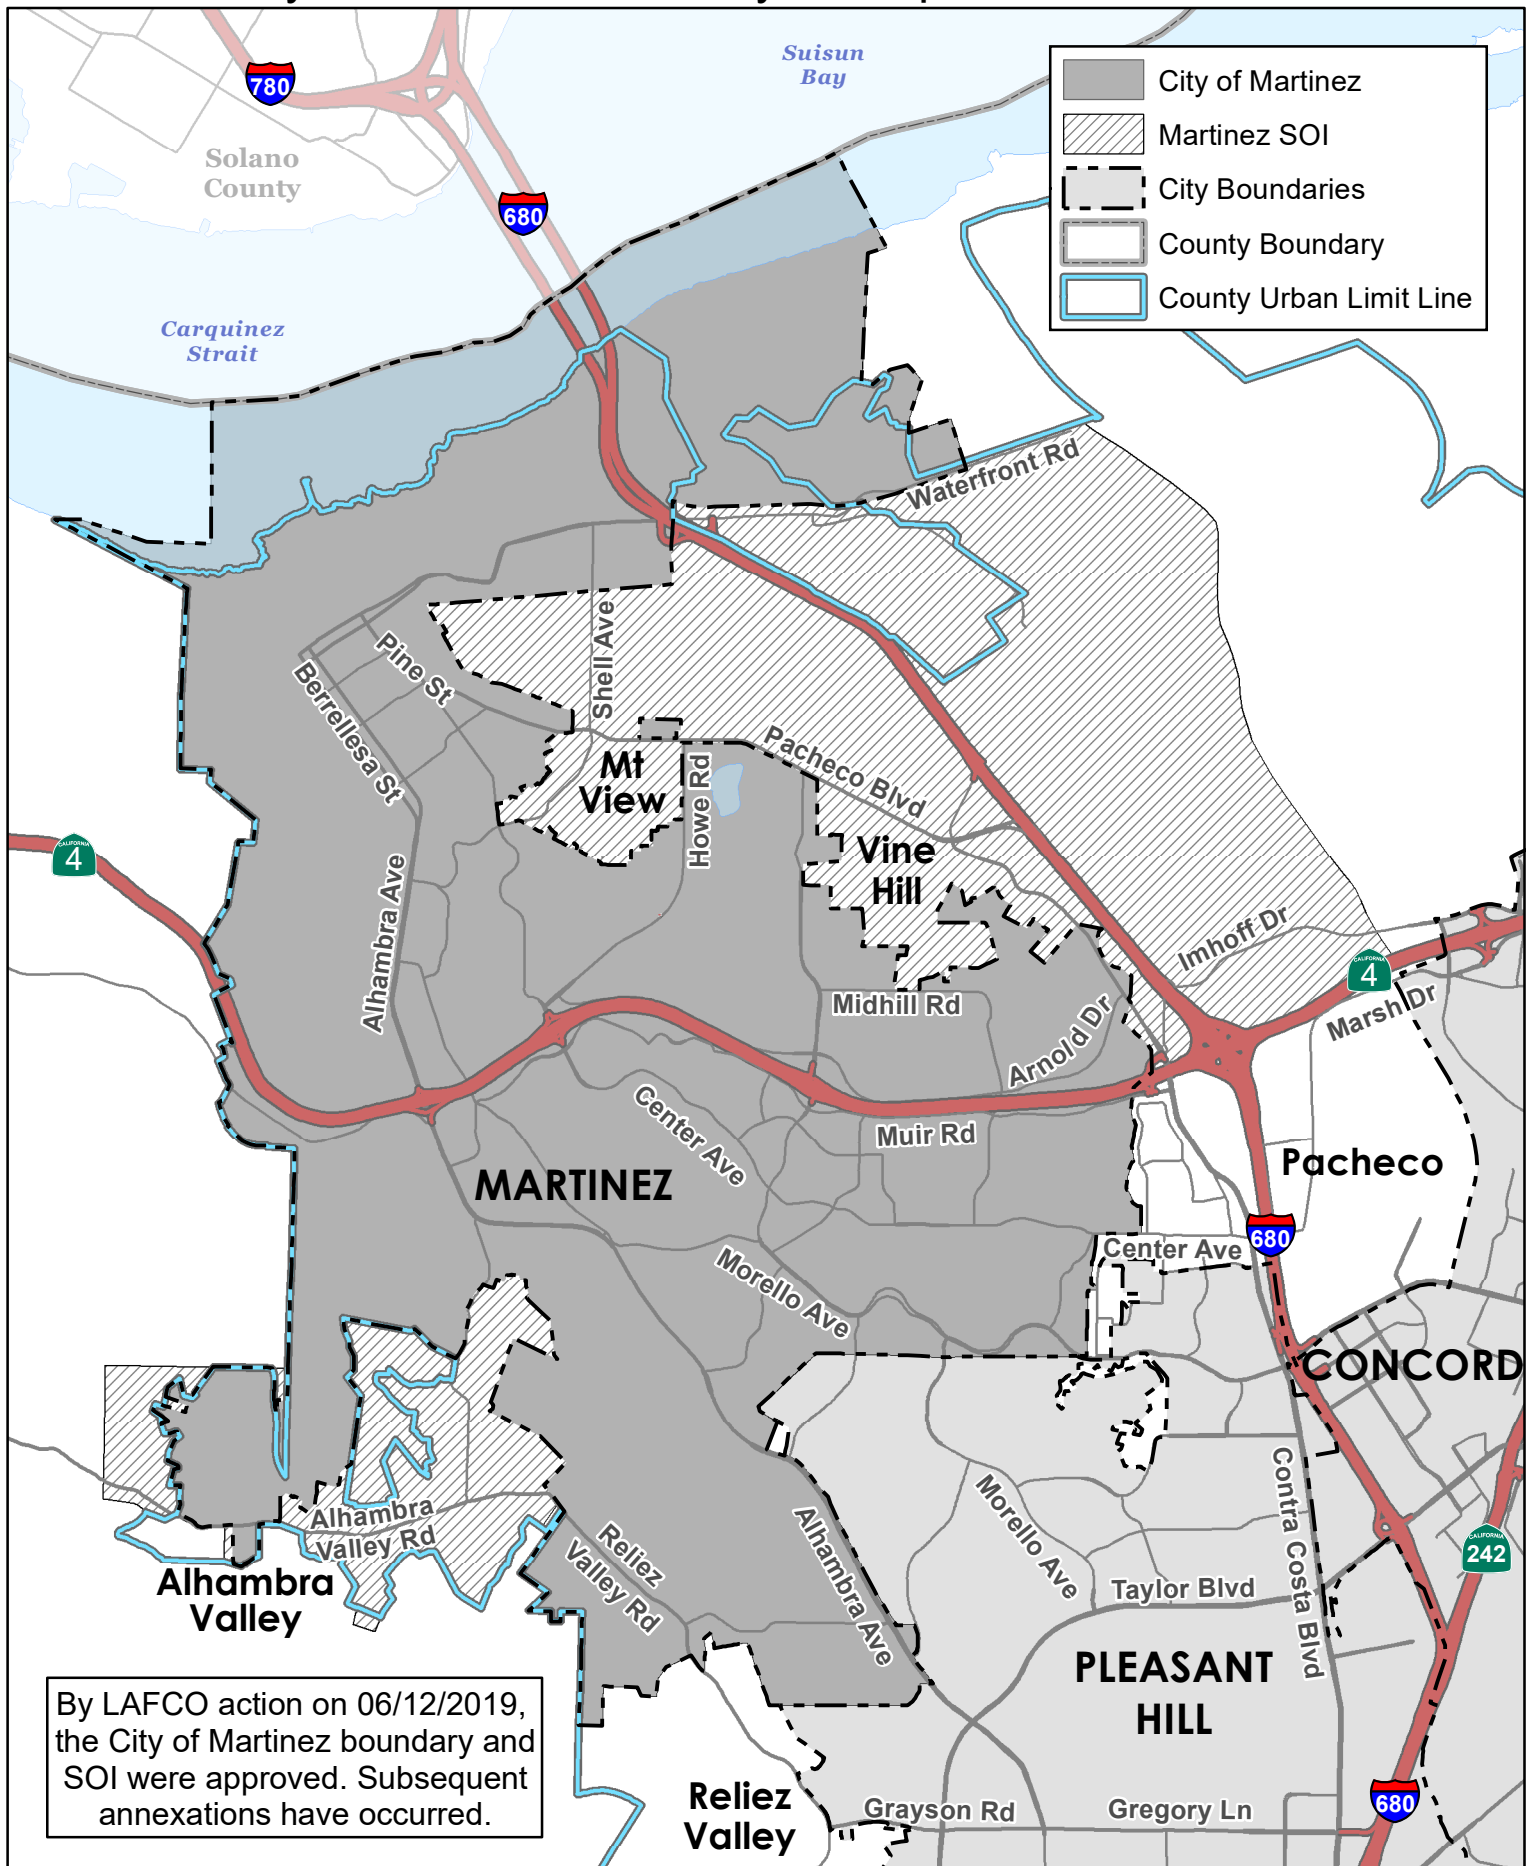 Suisun
Bay
780
Solano
County
680
Carquinez
Strait
City of Martinez
Martinez SOI
City Boundaries
County Boundary
County Urban Limit Line
Waterfront Rd
Shell Ave
Pine St
Berrellesa St
Mt
View
Howe Rd
Pacheco Blvd
Vine
Hill
CALIFORNIA
4
Alhambra Ave
Imhoff Dr
CALIFORNIA
4
Marsh Dr
Midhill Rd
Arnold Dr
Center Ave
Muir Rd
MARTINEZ
Pacheco
680
Center Ave
Morello Ave
CONCORD
Alhambra
Valley Rd
Reliez
Valley Rd
Alhambra Ave
Morello Ave
Contra Costa Blvd
CALIFORNIA
242
Taylor Blvd
Alhambra
Valley
PLEASANT
HILL
By LAFCO action on 06/12/2019,
the City of Martinez boundary and
SOI were approved. Subsequent
annexations have occurred.
Reliez
Valley
Grayson Rd
Gregory Ln
680